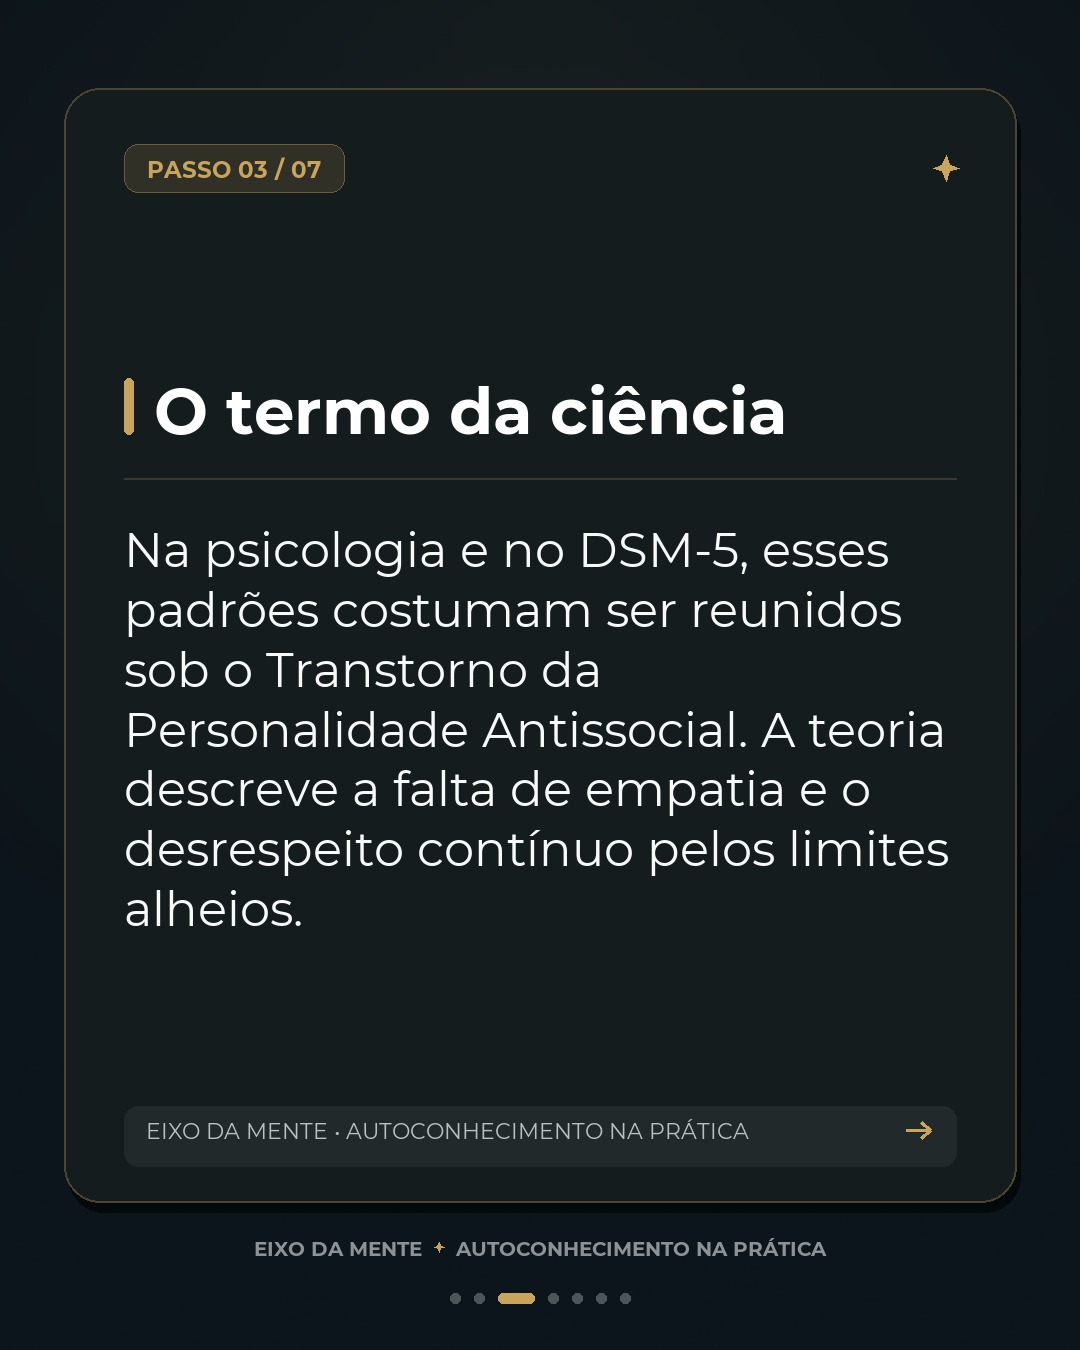 PASSO 03 / 07
O termo da ciência
Na psicologia e no DSM-5, esses
padrões costumam ser reunidos
sob o Transtorno da
Personalidade Antissocial. A teoria
descreve a falta de empatia e o
desrespeito contínuo pelos limites
alheios.
EIXO DA MENTE • AUTOCONHECIMENTO NA PRÁTICA
EIXO DA MENTE ✦ AUTOCONHECIMENTO NA PRÁTICA